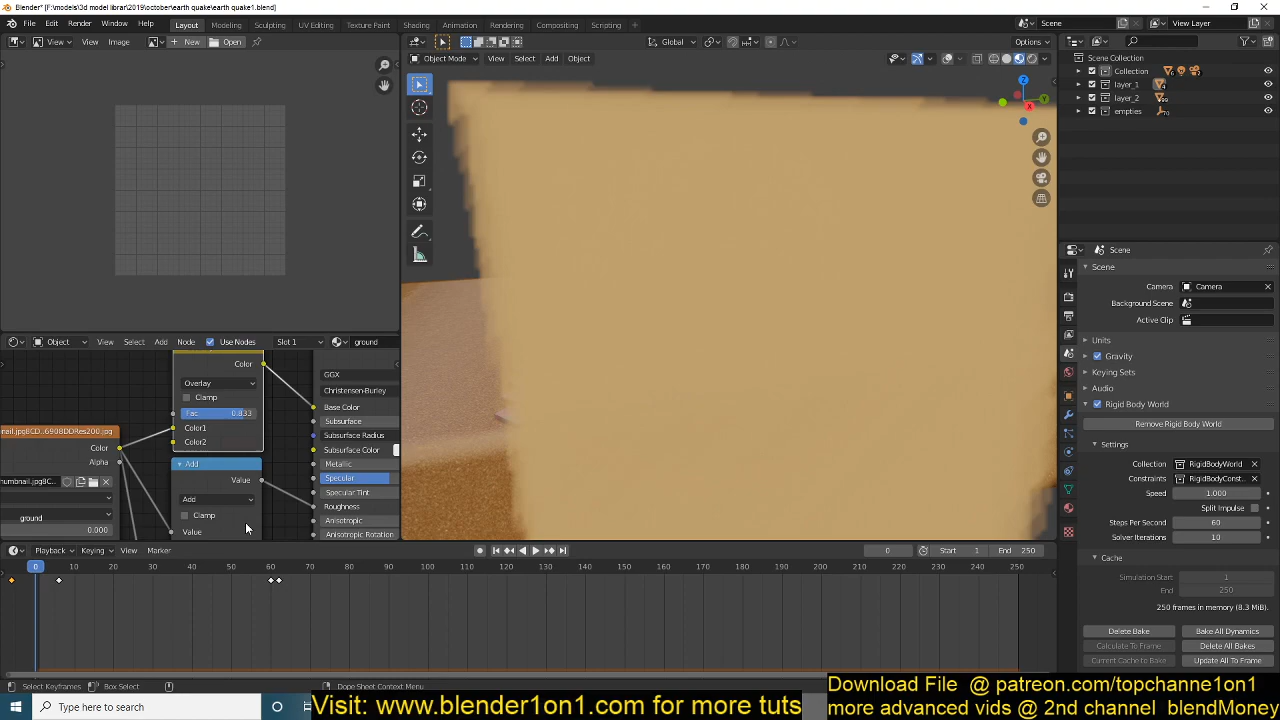 Blender* [F:\models\3d model librar\2019\october\earth quake\earth quake1.blend]
File Edit Render Window Help Layout Modeling Sculpting UV Editing Texture Paint Shading Animation Rendering Compositing Scripting Scene View Layer
View View Image New Open Global Options
Object Mode View Select Add Object
Scene Collection
Collection
layer_1
layer_2
empties 70
Scene
Scene
Camera Camera
Background Scene
Active Clip
Units
Gravity
Keying Sets
Audio
Rigid Body World
Remove Rigid Body World
Settings
Collection RigidBodyWorld
Constraints RigidBodyConst...
Speed 1.000
Split Impulse
Steps Per Second 60
Solver Iterations 10
Cache
Simulation Start 1
End 250
250 frames in memory (8.3 MiB).
Delete Bake Bake All Dynamics
Calculate To Frame Delete All Bakes
Current Cache to Bake Update All To Frame
Object View Select Add Node Use Nodes Slot 1 ground
Color
Overlay
Clamp
Fac 0.833
Color1
Color2
Add
Value
Add
Clamp
Value
nail.jpg8CD...6908DDRes200.jpg
Color
Alpha
humbnail.jpg8C...
ground
0.000
GGX
Christensen-Burley
Base Color
Subsurface
Subsurface Radius
Subsurface Color
Metallic
Specular
Specular Tint
Roughness
Anisotropic
Anisotropic Rotation
Playback Keying View Marker 0 Start 1 End 250
0 10 20 30 40 50 60 70 80 90 100 110 120 130 140 150 160 170 180 190 200 210 220 230 240 250
Select Keyframes Box Select Dope Sheet Context Menu
Type here to search
Visit: www.blender1on1.com for more tuts
Download File @ patreon.com/topchanne1on1
more advanced vids @ 2nd channel blendMoney